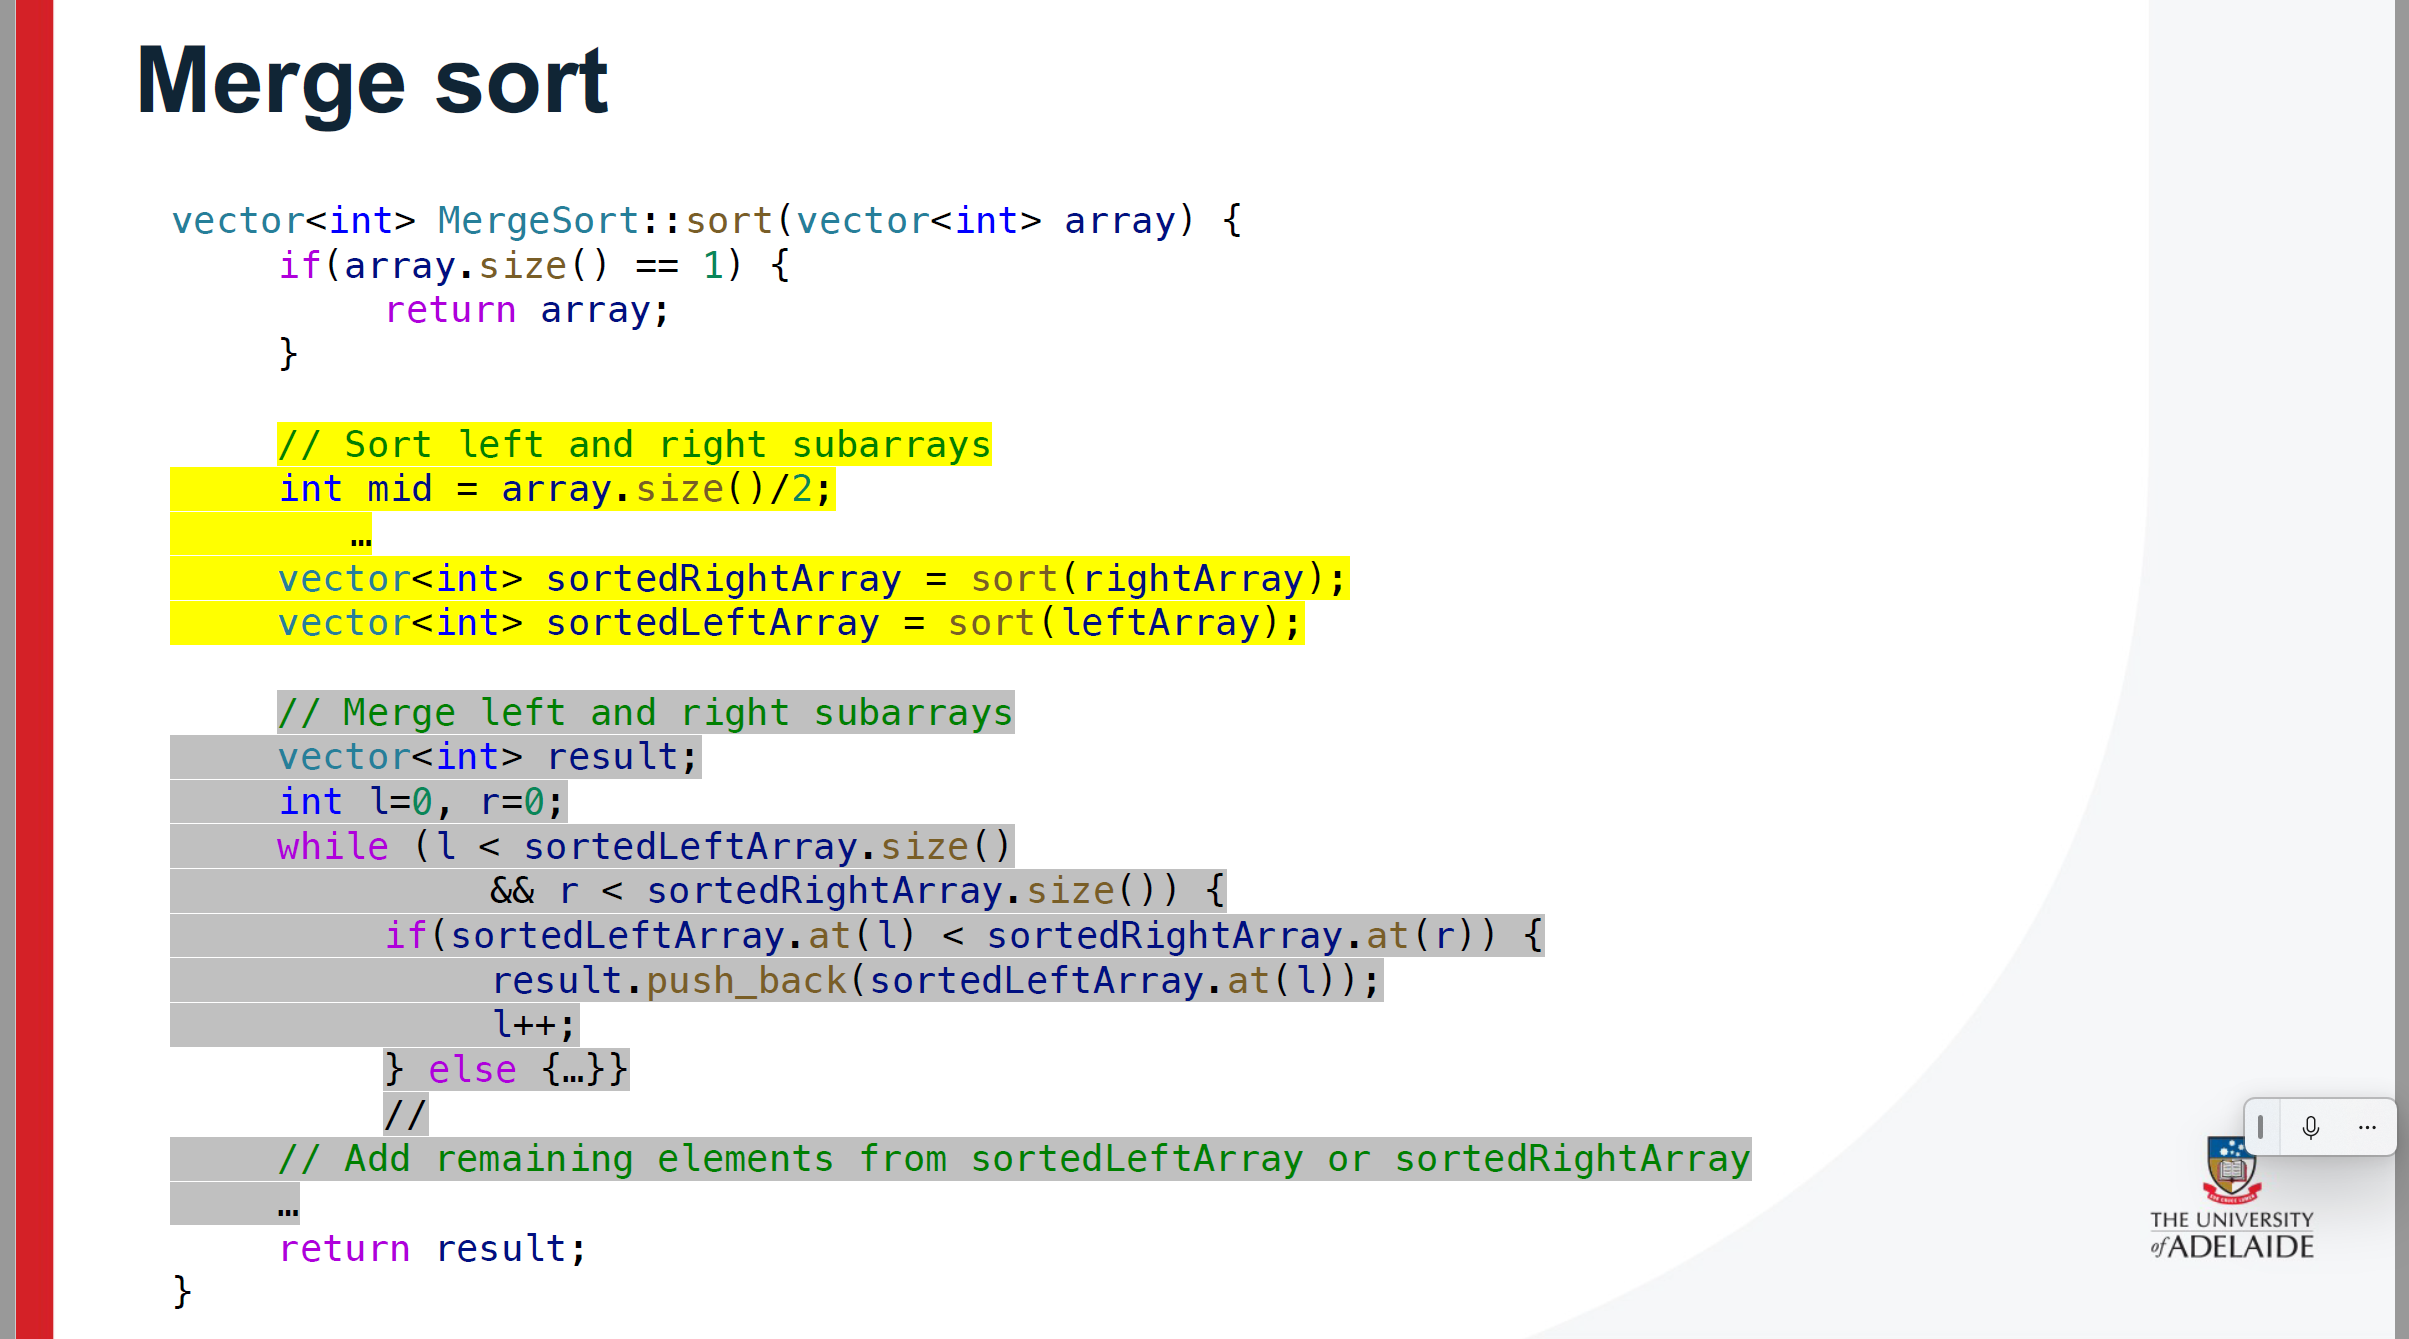 Merge sort
vector<int> MergeSort::sort(vector<int> array) {
if(array.size() == 1) {
return array;
}
// Sort left and right subarrays
int mid = array.size()/2;
…
vector<int> sortedRightArray = sort(rightArray);
vector<int> sortedLeftArray = sort(leftArray);
// Merge left and right subarrays
vector<int> result;
int l=0, r=0;
while (l < sortedLeftArray.size()
&& r < sortedRightArray.size()) {
if(sortedLeftArray.at(l) < sortedRightArray.at(r)) {
result.push_back(sortedLeftArray.at(l));
l++;
} else {…}}
//
// Add remaining elements from sortedLeftArray or sortedRightArray
…
return result;
}
THE UNIVERSITY
of ADELAIDE